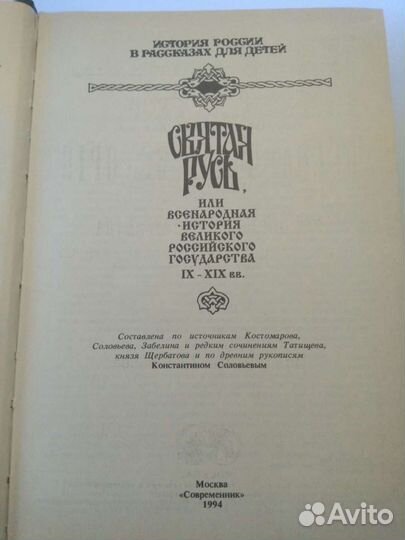 ИСТОРИЯ РОССИИ
В РАССКАЗАХ ДЛЯ ДЕТЕЙ
СВЯТАЯ
РУСЬ,
ИЛИ
ВСЕНАРОДНАЯ
ИСТОРИЯ
ВЕЛИКОГО
РОССИЙСКОГО
ГОСУДАРСТВА
IX – XIX вв.
Составлена по источникам Костомарова,
Соловьева, Забелина и редким сочинениям Татищева,
князя Щербатова и по древним рукописям
Константином Соловьевым
Москва
«Современник»
1994
Avito